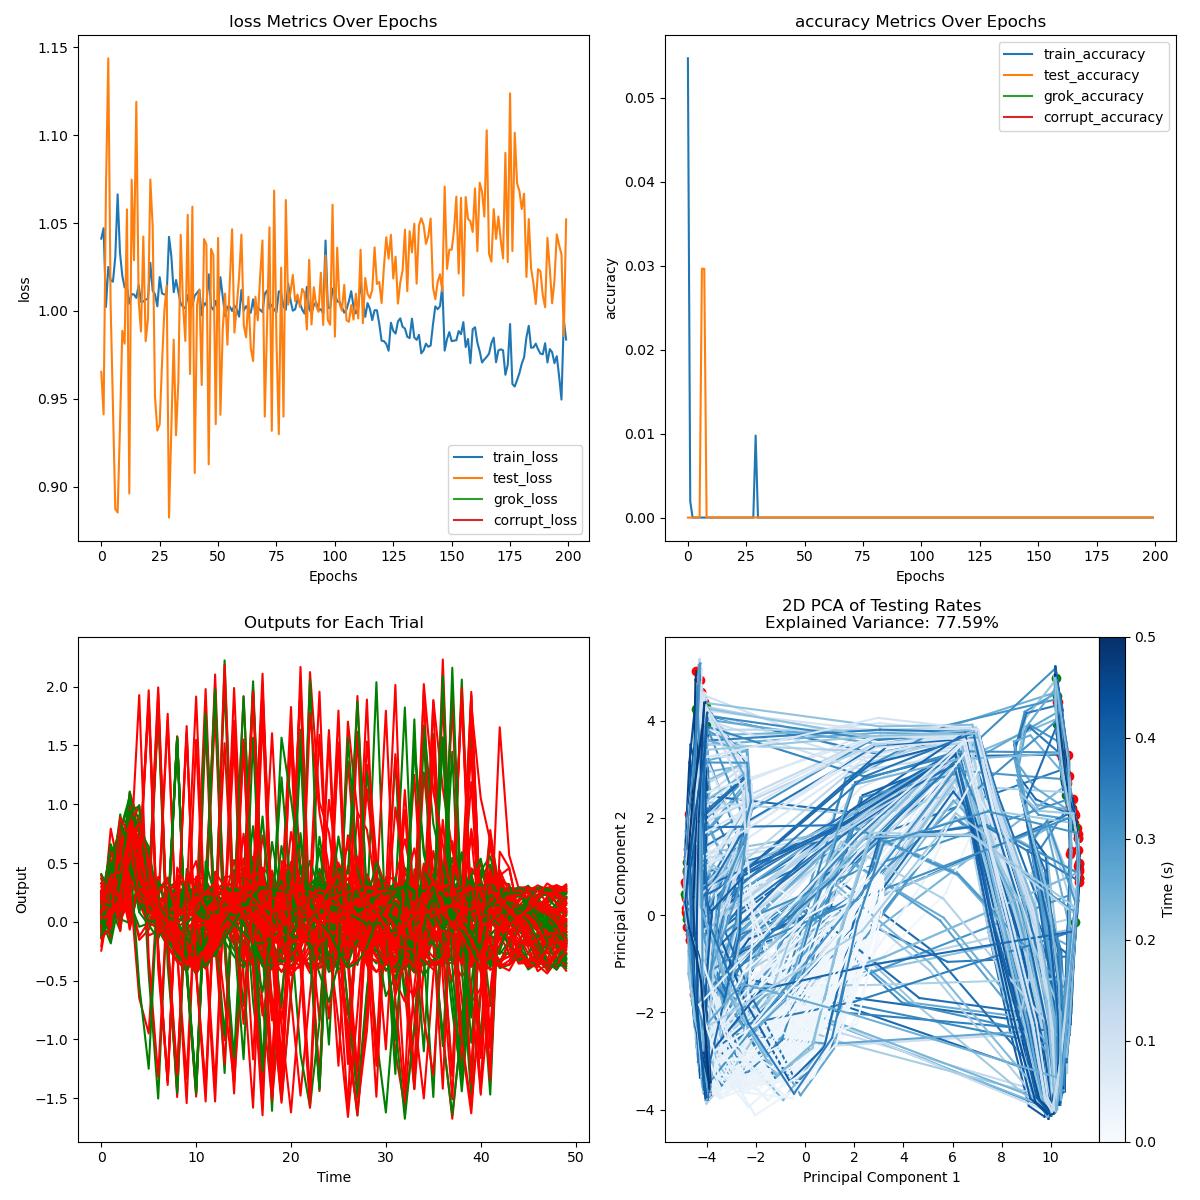 loss Metrics Over Epochs
1.15
1.10
1.05
1.00
0.95
0.90
loss
0
25
50
75
100
125
150
175
200
Epochs
train_loss
test_loss
grok_loss
corrupt_loss
accuracy Metrics Over Epochs
0.05
0.04
0.03
0.02
0.01
0.00
accuracy
0
25
50
75
100
125
150
175
200
Epochs
train_accuracy
test_accuracy
grok_accuracy
corrupt_accuracy
Outputs for Each Trial
2.0
1.5
1.0
0.5
0.0
−0.5
−1.0
−1.5
Output
0
10
20
30
40
50
Time
2D PCA of Testing Rates
Explained Variance: 77.59%
4
2
0
−2
−4
Principal Component 2
−4
−2
0
2
4
6
8
10
Principal Component 1
0.5
0.4
0.3
0.2
0.1
0.0
Time (s)